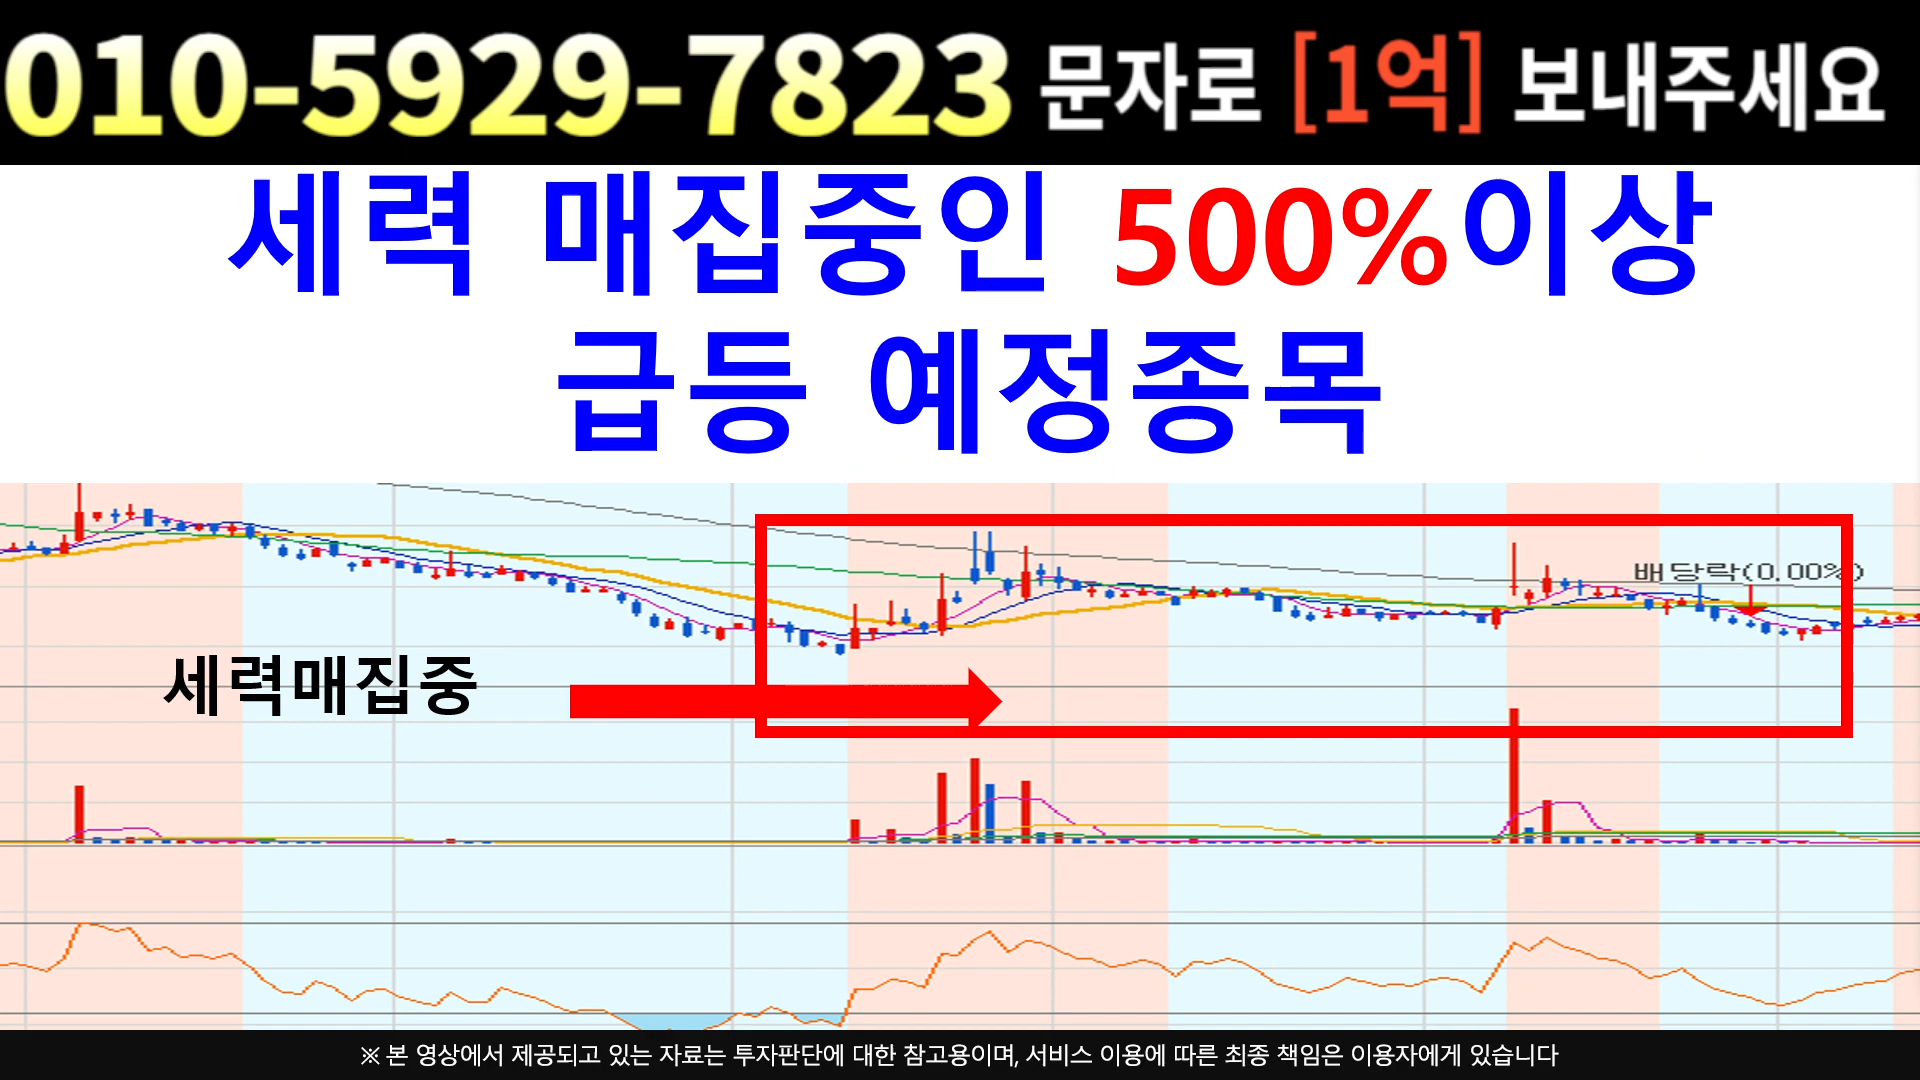 010-5929-7823 문자로 [1억] 보내주세요
세력 매집중인 500%이상
급등 예정종목
배당락(0.00%)
세력매집중
※ 본 영상에서 제공되고 있는 자료는 투자판단에 대한 참고용이며, 서비스 이용에 따른 최종 책임은 이용자에게 있습니다